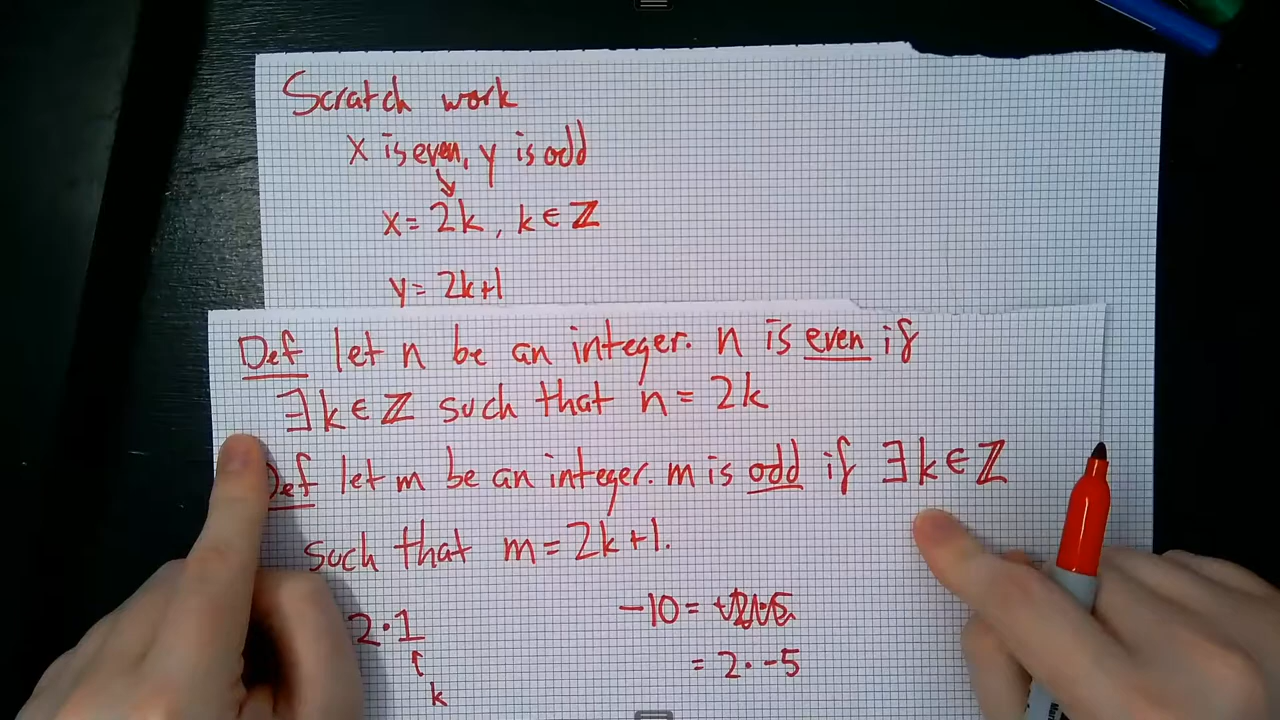 Scratch work
x is even, y is odd
x = 2k, k ∈ ℤ
y = 2k+1
Def let n be an integer. n is even if
∃ k ∈ ℤ such that n = 2k
Def let m be an integer. m is odd if ∃ k ∈ ℤ
such that m = 2k+1.
2·1
k
-10 =
= 2·-5